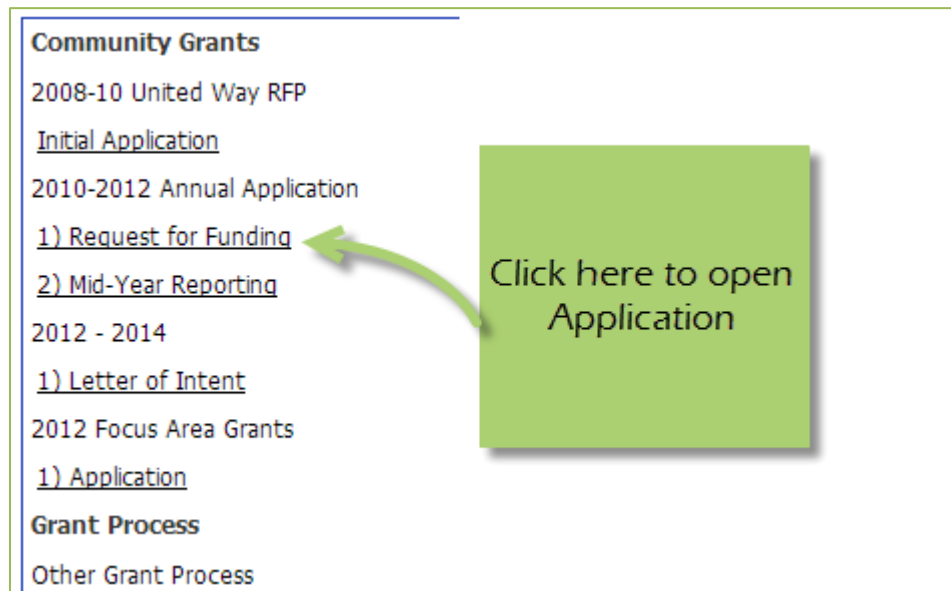 Community Grants
2008-10 United Way RFP
Initial Application
2010-2012 Annual Application
1) Request for Funding
2) Mid-Year Reporting
2012 - 2014
1) Letter of Intent
2012 Focus Area Grants
1) Application
Grant Process
Other Grant Process
Click here to open
Application